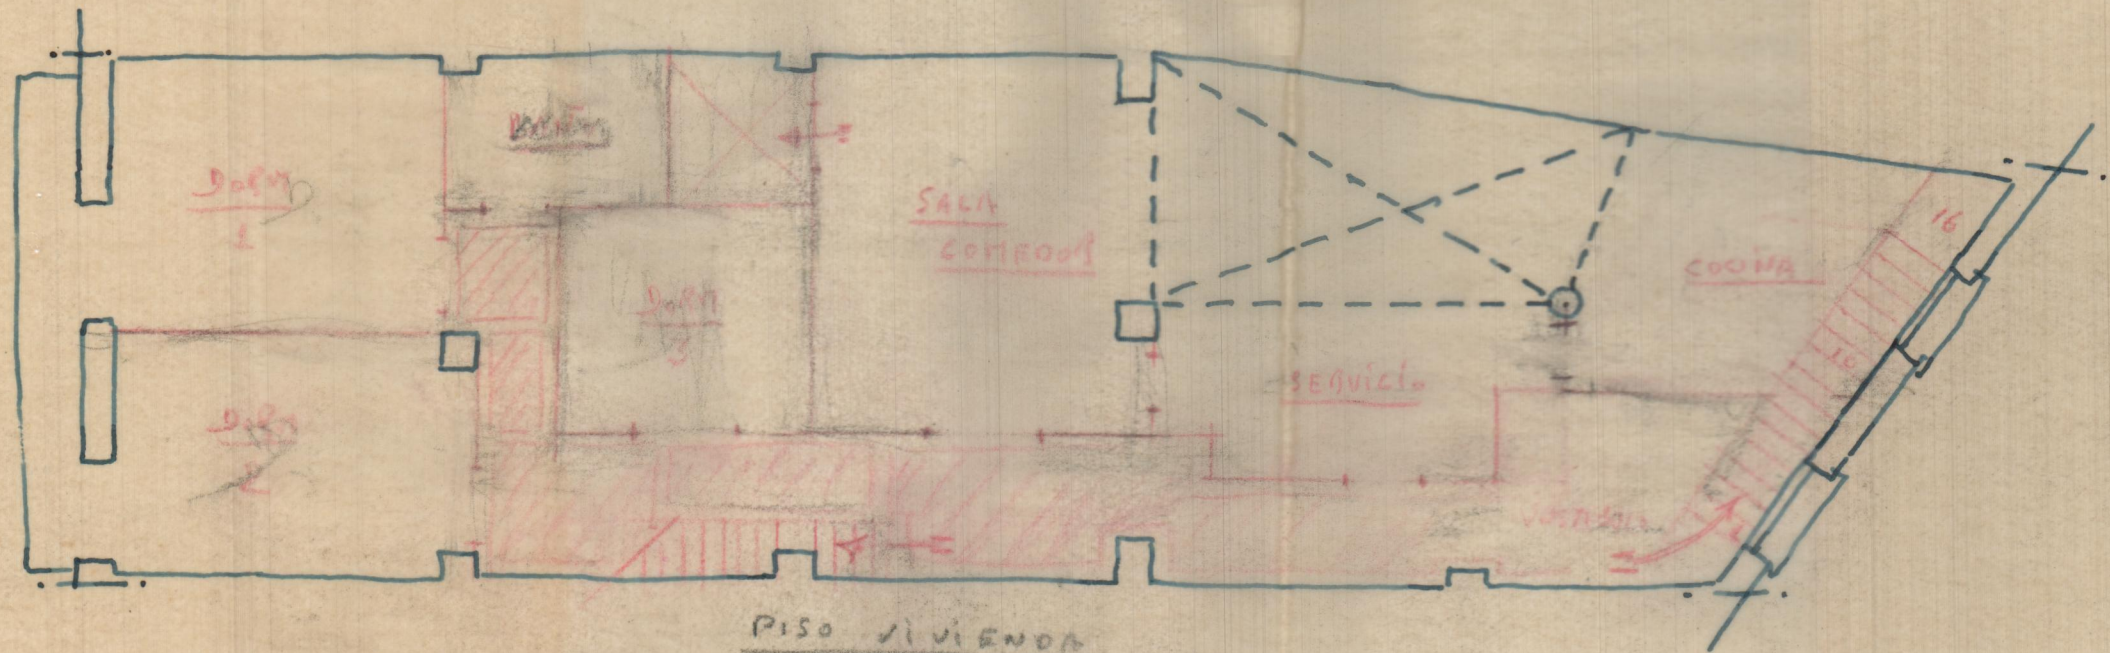 DORM
1
BAÑO
SALA
COMEDOR
DORM
3
DORM
2
SERVICIO
COCINA
16
10
PISO VIVIENDA